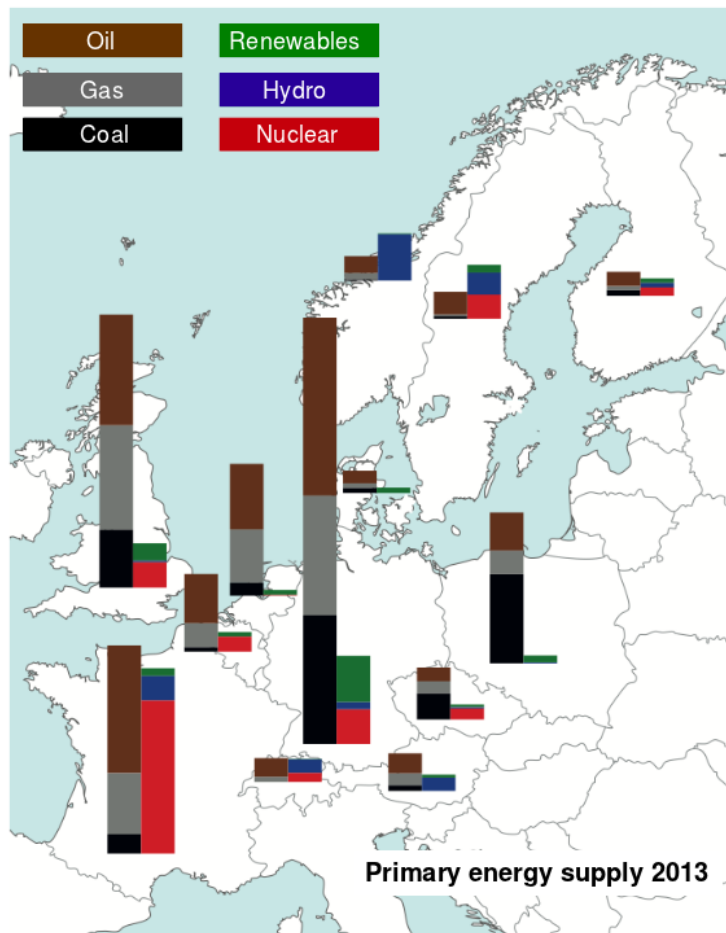 Oil
Renewables
Gas
Hydro
Coal
Nuclear
Primary energy supply 2013